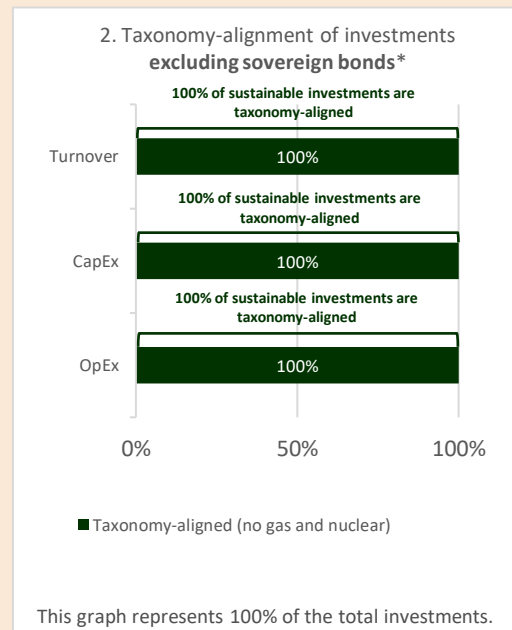 2. Taxonomy-alignment of investments
excluding sovereign bonds*
100% of sustainable investments are
taxonomy-aligned
Turnover
100%
100% of sustainable investments are
taxonomy-aligned
CapEx
100%
100% of sustainable investments are
taxonomy-aligned
OpEx
100%
0% 50% 100%
Taxonomy-aligned (no gas and nuclear)
This graph represents 100% of the total investments.